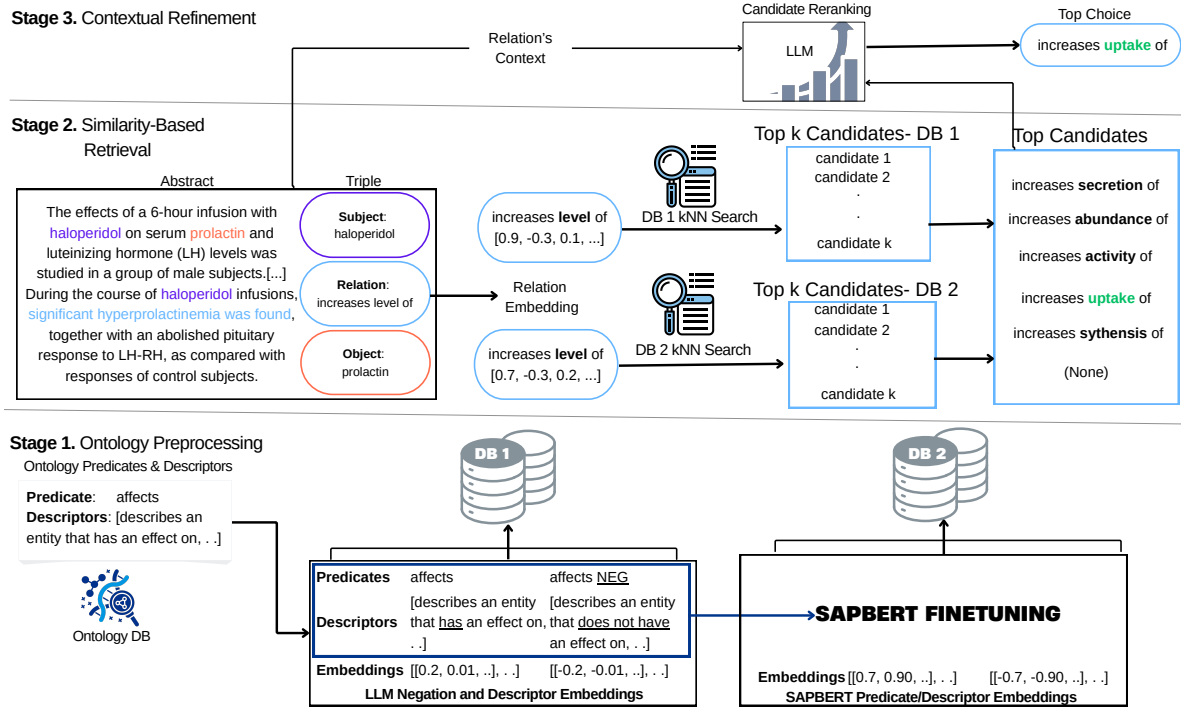 Stage 3. Contextual Refinement
Relation's
Context
Candidate Reranking
LLM
Top Choice
increases uptake of
Stage 2. Similarity-Based
Retrieval
Abstract
Triple
The effects of a 6-hour infusion with
haloperidol on serum prolactin and
luteinizing hormone (LH) levels was
studied in a group of male subjects.[...]
During the course of haloperidol infusions,
significant hyperprolactinemia was found,
together with an abolished pituitary
response to LH-RH, as compared with
responses of control subjects.
Subject:
haloperidol
Relation:
increases level of
Object:
prolactin
increases level of
[0.9, -0.3, 0.1, ...]
Relation
Embedding
increases level of
[0.7, -0.3, 0.2, ...]
DB 1 kNN Search
DB 2 kNN Search
Top k Candidates- DB 1
candidate 1
candidate 2
.
.
candidate k
Top k Candidates- DB 2
candidate 1
candidate 2
.
.
candidate k
Top Candidates
increases secretion of
increases abundance of
increases activity of
increases uptake of
increases sythensis of
(None)
Stage 1. Ontology Preprocessing
Ontology Predicates & Descriptors
Predicate: affects
Descriptors: [describes an
entity that has an effect on, . .]
Ontology DB
DB 1
Predicates affects affects NEG
Descriptors [describes an entity that has an effect on, . .] [describes an entity that does not have an effect on, . .]
Embeddings [[0.2, 0.01, ..], . .] [[-0.2, -0.01, ..],. .]
LLM Negation and Descriptor Embeddings
DB 2
SAPBERT FINETUNING
Embeddings [[0.7, 0.90, ..], . .] [[-0.7, -0.90, ..], . .]
SAPBERT Predicate/Descriptor Embeddings